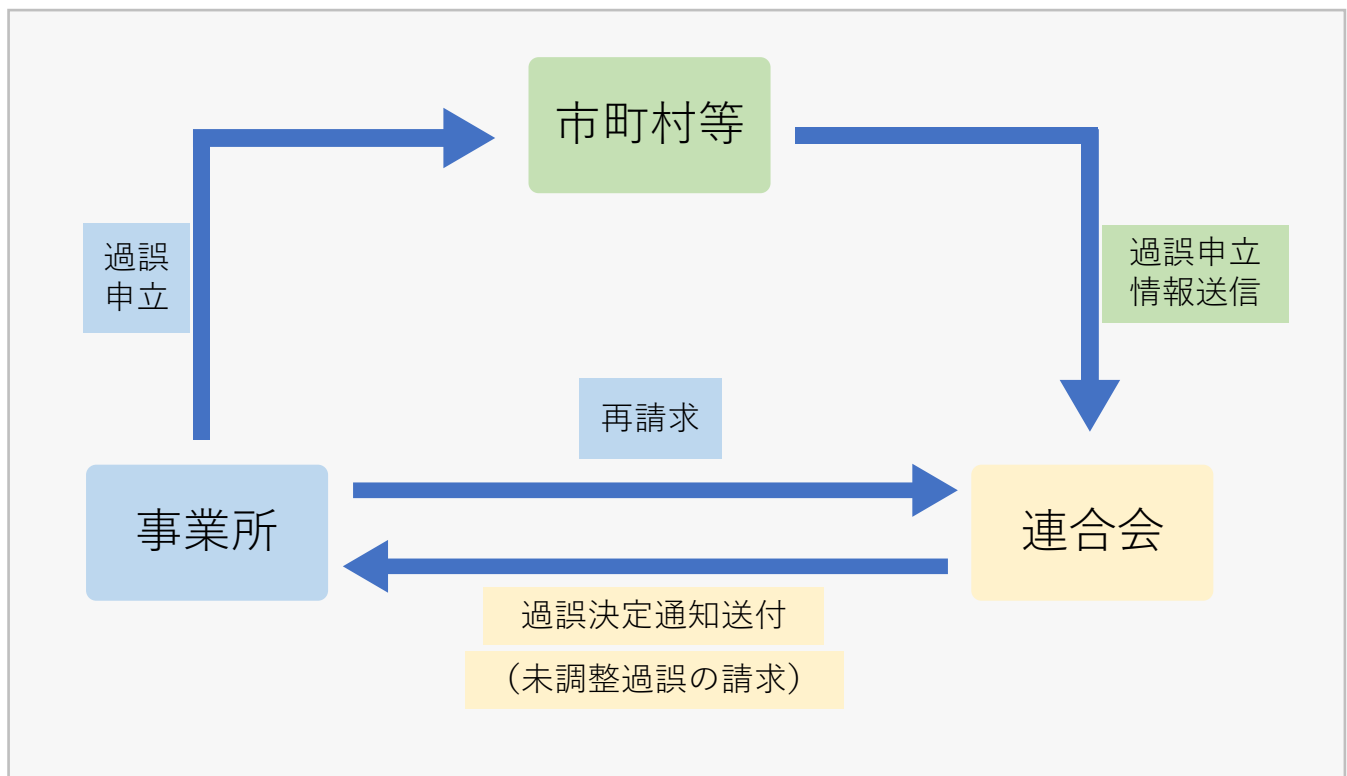 市町村等
過誤
申立
過誤申立
情報送信
再請求
事業所
連合会
過誤決定通知送付
（未調整過誤の請求）